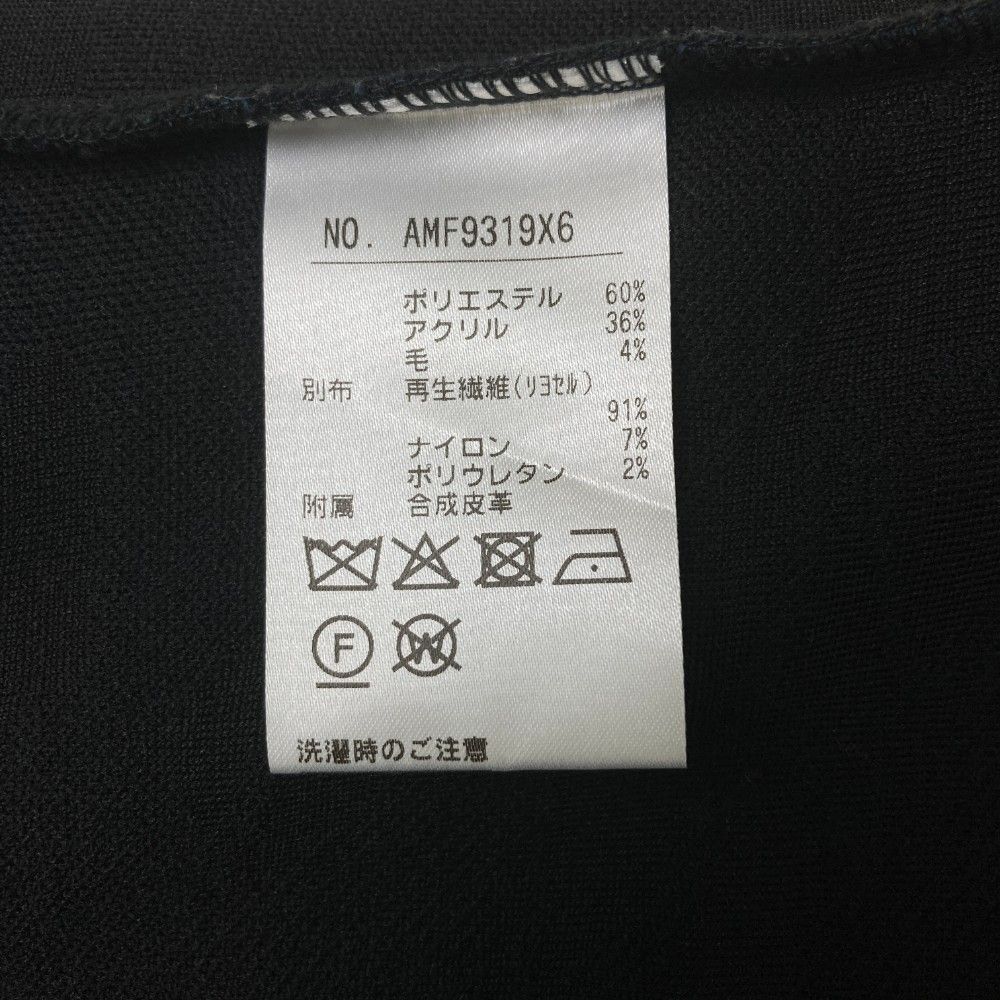 NO. AMF9319X6
ポリエステル 60%
アクリル 36%
毛 4%
別布 再生繊維(ﾘﾖｾﾙ)
91%
ナイロン 7%
ポリウレタン 2%
附属 合成皮革
F W
洗濯時のご注意